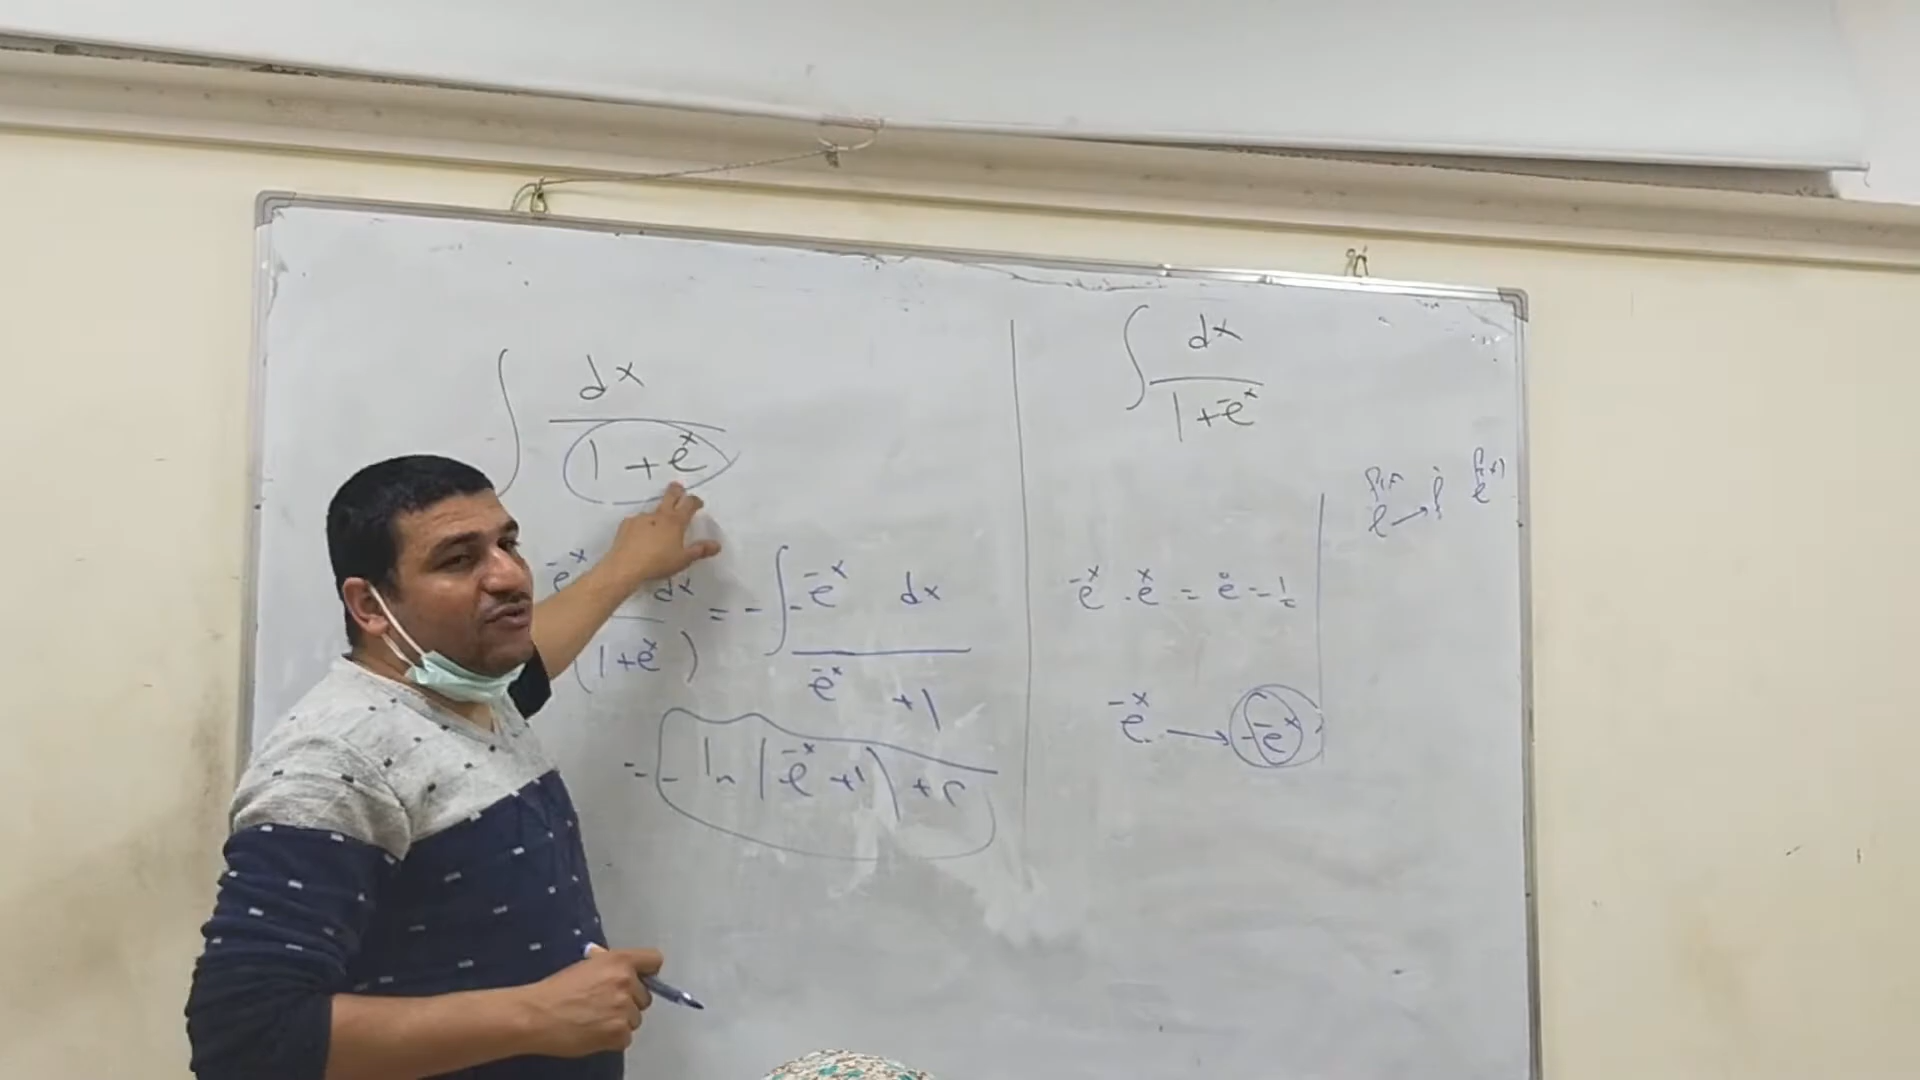 ∫ dx / (1 + e^x)
e^-x dx / (1+e^x) = - ∫ -e^-x dx / (e^-x +1)
= - ln |e^-x +1| + c
∫ dx / (1 + e^-x)
e^-x . e^x = e^0 = 1
e^-x → -e^-x
e^f(x) → f' e^f(x)